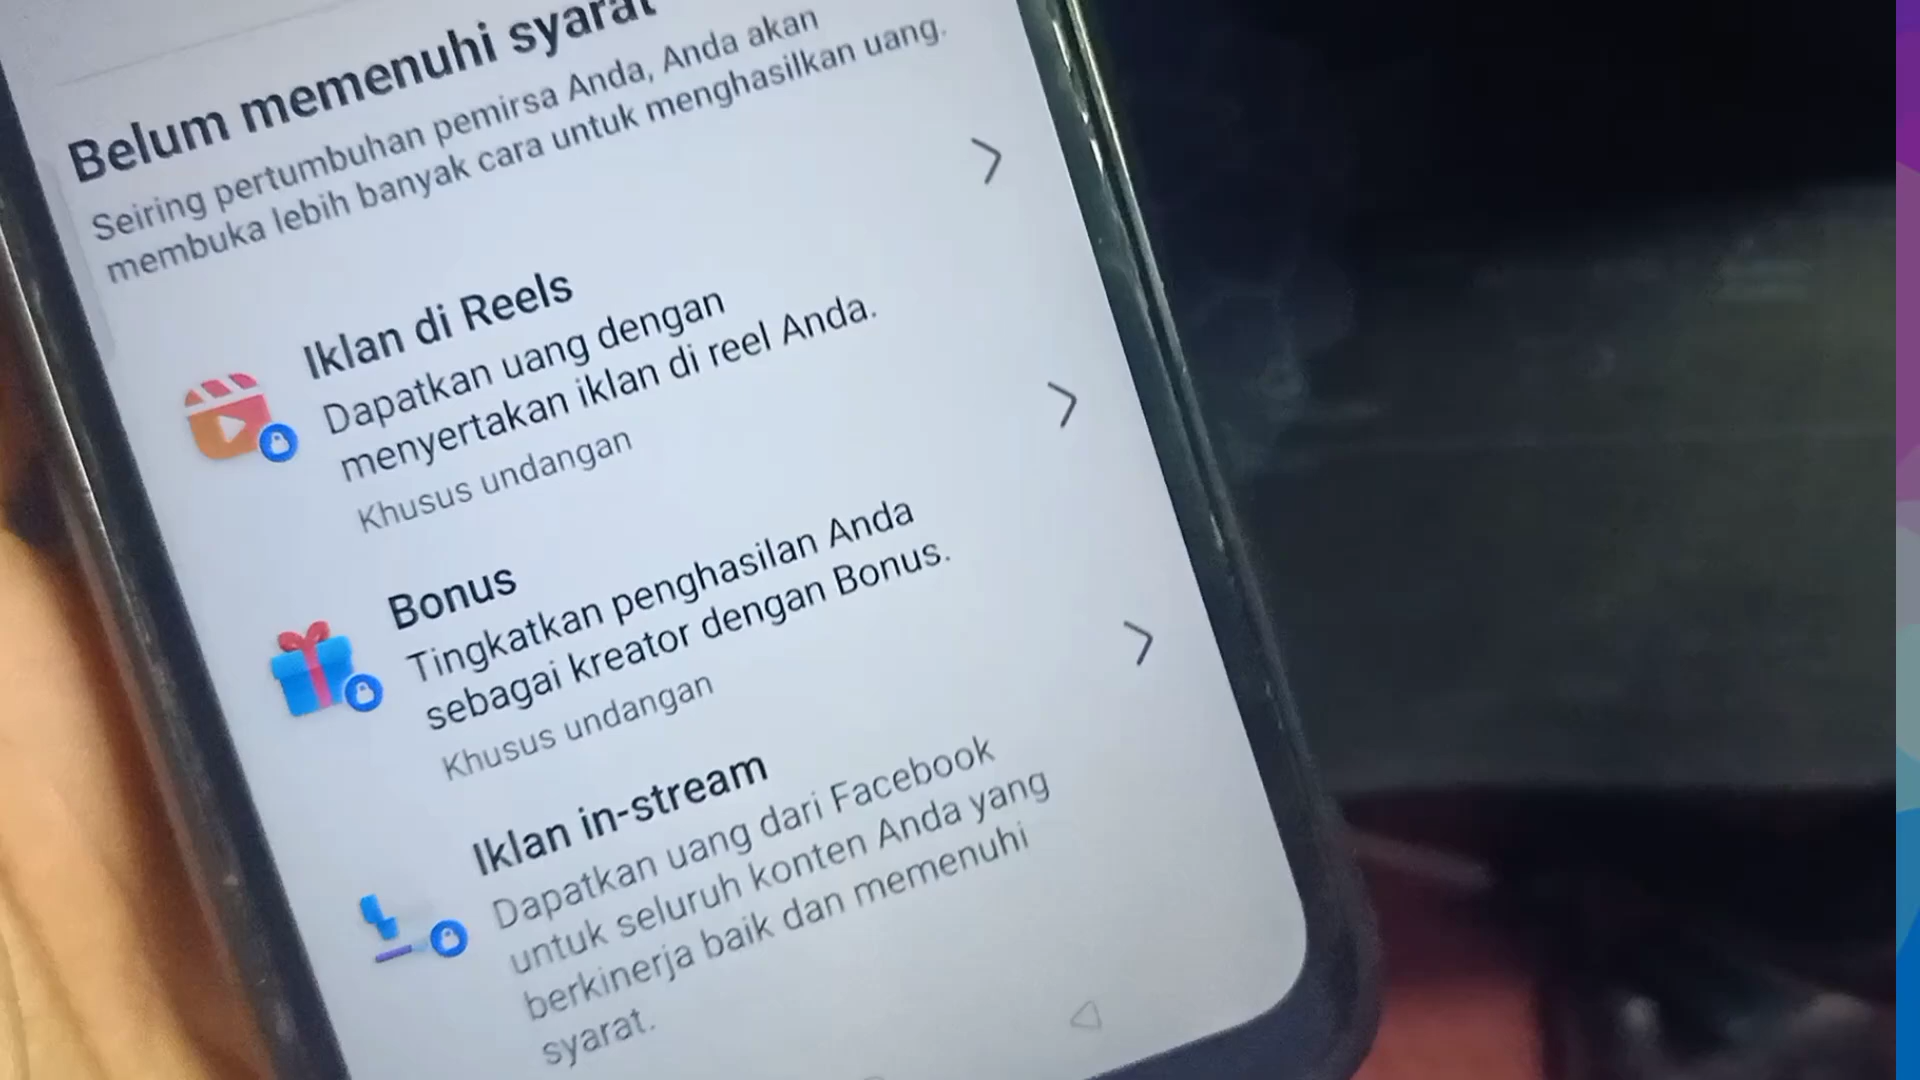 Belum memenuhi syarat
Seiring pertumbuhan pemirsa Anda, Anda akan
membuka lebih banyak cara untuk menghasilkan uang.
Iklan di Reels
Dapatkan uang dengan
menyertakan iklan di reel Anda.
Khusus undangan
Bonus
Tingkatkan penghasilan Anda
sebagai kreator dengan Bonus.
Khusus undangan
Iklan in-stream
Dapatkan uang dari Facebook
untuk seluruh konten Anda yang
berkinerja baik dan memenuhi
syarat.